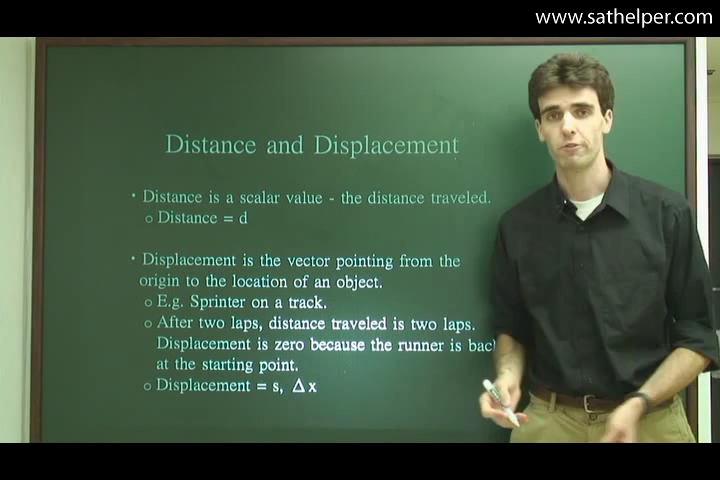 www.sathelper.com
Distance and Displacement
• Distance is a scalar value - the distance traveled.
○ Distance = d
• Displacement is the vector pointing from the
origin to the location of an object.
○ E.g. Sprinter on a track.
○ After two laps, distance traveled is two laps.
Displacement is zero because the runner is bac
at the starting point.
○ Displacement = s, Δx